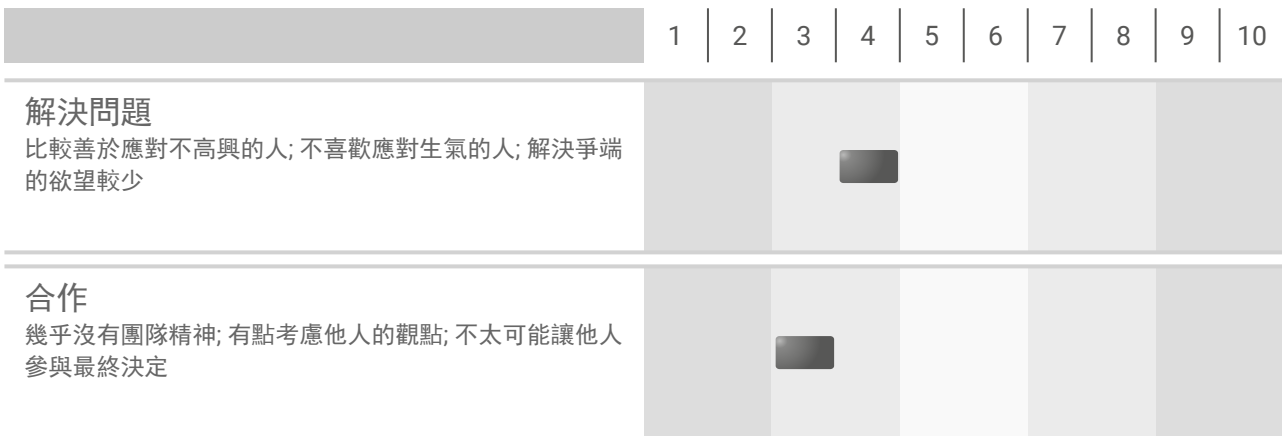 1 2 3 4 5 6 7 8 9 10
解決問題
比較善於應對不高興的人; 不喜歡應對生氣的人; 解決爭端
的欲望較少
合作
幾乎沒有團隊精神; 有點考慮他人的觀點; 不太可能讓他人
參與最終決定